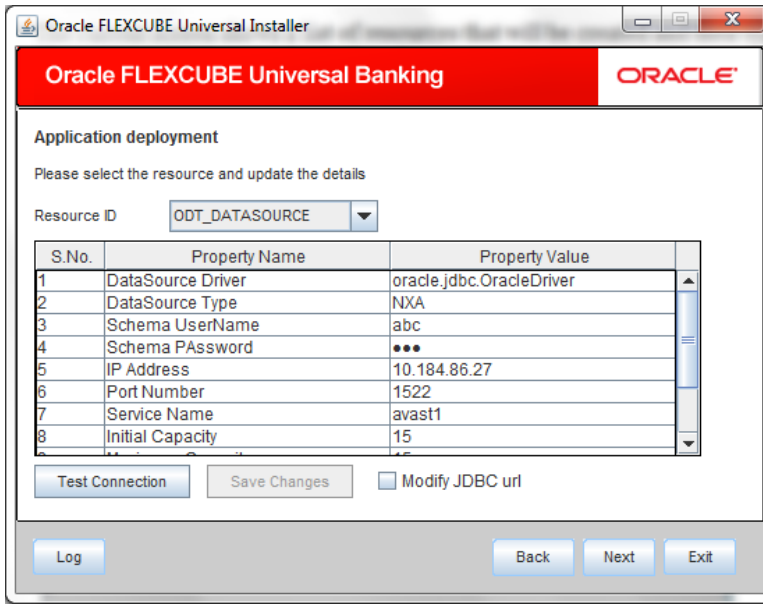 Oracle FLEXCUBE Universal Installer
Oracle FLEXCUBE Universal Banking ORACLE
Application deployment
Please select the resource and update the details
Resource ID ODT_DATASOURCE
S.No. Property Name Property Value
1 DataSource Driver oracle.jdbc.OracleDriver
2 DataSource Type NXA
3 Schema UserName abc
4 Schema PAssword ●●●
5 IP Address 10.184.86.27
6 Port Number 1522
7 Service Name avast1
8 Initial Capacity 15
Test Connection Save Changes Modify JDBC url
Log Back Next Exit